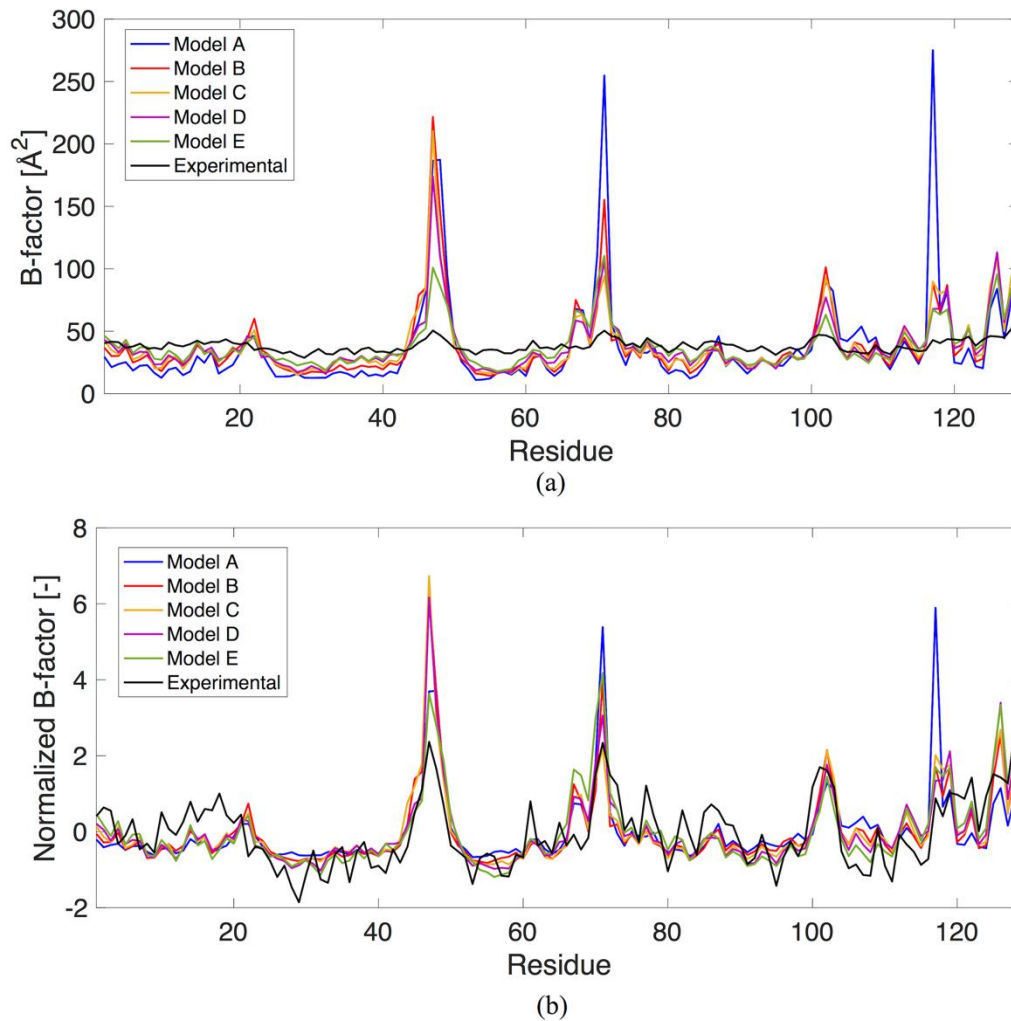 300
250
200
150
100
50
0
B-factor [Å²]
Model A
Model B
Model C
Model D
Model E
Experimental
20
40
60
80
100
120
Residue
(a)
8
6
4
2
0
-2
Normalized B-factor [-]
Model A
Model B
Model C
Model D
Model E
Experimental
20
40
60
80
100
120
Residue
(b)